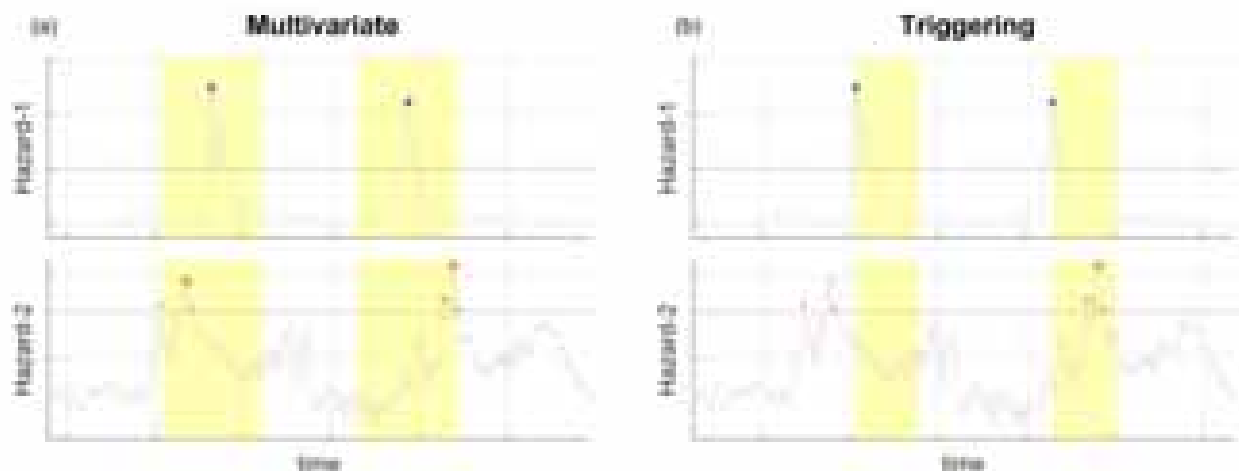 (a) Multivariate
(b) Triggering
Hazard-1
Hazard-1
Hazard-2
Hazard-2
time
time